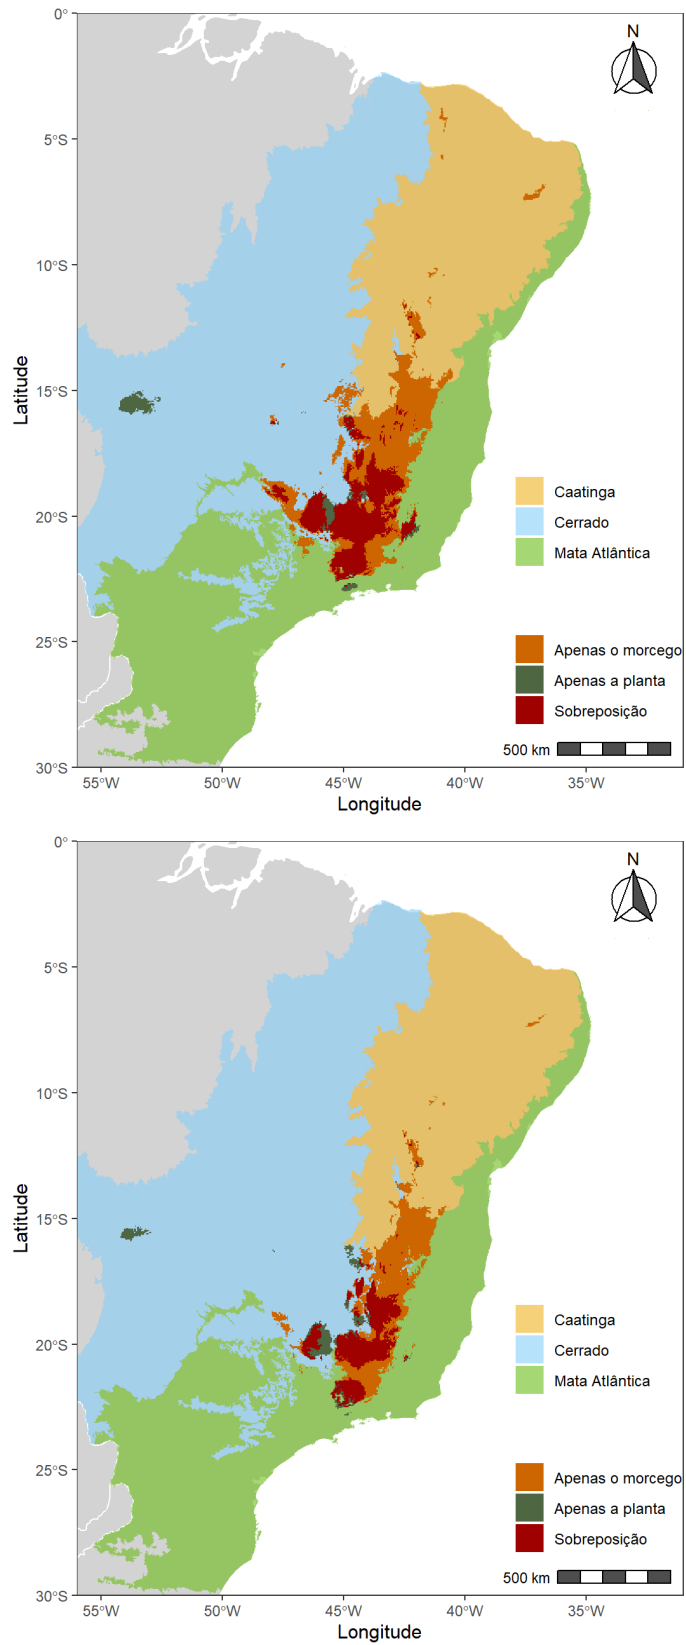 0°
N
5°S
10°S
Latitude
15°S
Caatinga
20°S
Cerrado
Mata Atlântica
25°S
Apenas o morcego
Apenas a planta
Sobreposição
500 km
30°S
55°W 50°W 45°W 40°W 35°W
Longitude
0°
N
5°S
10°S
Latitude
15°S
Caatinga
20°S
Cerrado
Mata Atlântica
25°S
Apenas o morcego
Apenas a planta
Sobreposição
500 km
30°S
55°W 50°W 45°W 40°W 35°W
Longitude